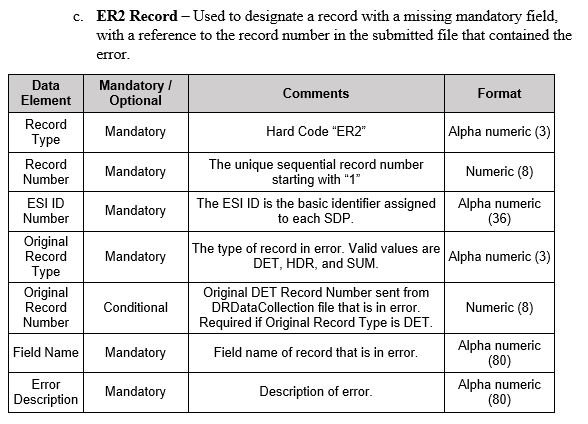 c. ER2 Record – Used to designate a record with a missing mandatory field,
with a reference to the record number in the submitted file that contained the
error.
Data
Element
Mandatory /
Optional
Comments
Format
Record
Type
Mandatory
Hard Code “ER2”
Alpha numeric (3)
Record
Number
Mandatory
The unique sequential record number
starting with “1”
Numeric (8)
ESI ID
Number
Mandatory
The ESI ID is the basic identifier assigned
to each SDP.
Alpha numeric
(36)
Original
Record
Type
Mandatory
The type of record in error. Valid values are
DET, HDR, and SUM.
Alpha numeric (3)
Original
Record
Number
Conditional
Original DET Record Number sent from
DRDataCollection file that is in error.
Required if Original Record Type is DET.
Numeric (8)
Field Name
Mandatory
Field name of record that is in error.
Alpha numeric
(80)
Error
Description
Mandatory
Description of error.
Alpha numeric
(80)